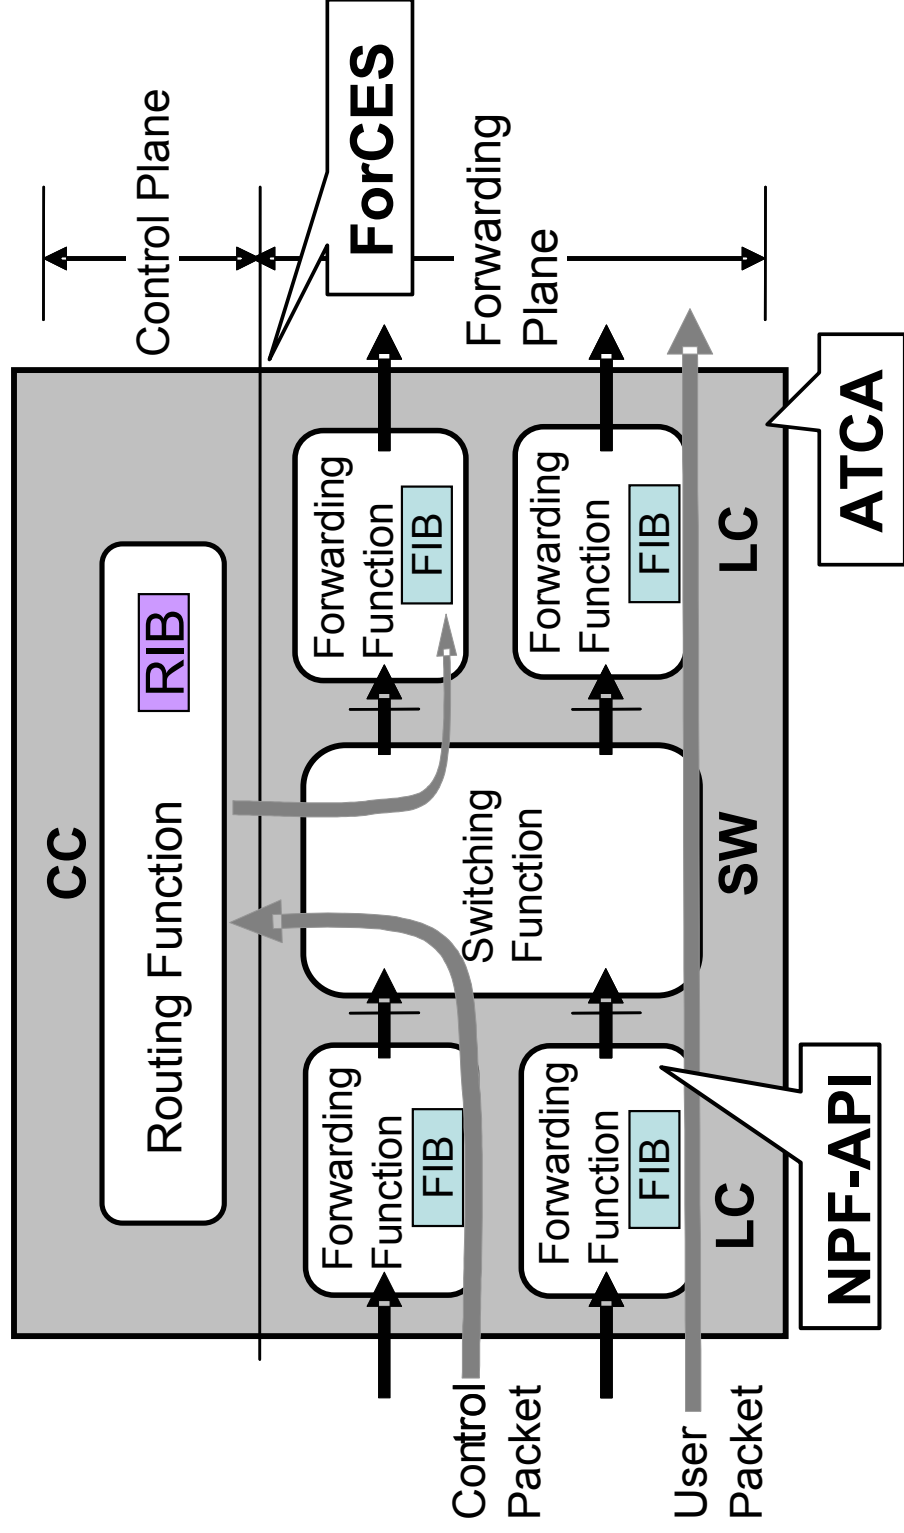 CC
Control Plane
Routing Function
RIB
ForCES
Forwarding
Function
FIB
Forwarding
Function
FIB
Control
Packet
Switching
Function
Forwarding
Plane
Forwarding
Function
FIB
Forwarding
Function
FIB
User
Packet
LC
SW
LC
NPF-API
ATCA